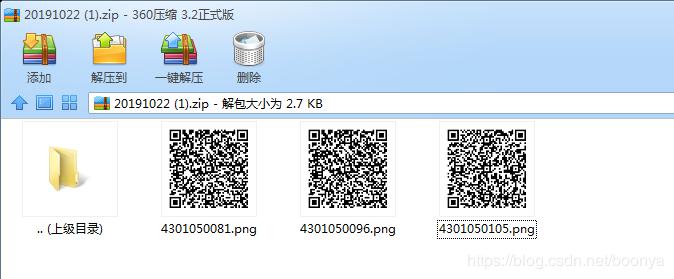 20191022 (1).zip - 360压缩 3.2正式版
添加 解压到 一键解压 删除
20191022 (1).zip - 解包大小为 2.7 KB
.. (上级目录) 4301050081.png 4301050096.png 4301050105.png
https://blog.csdn.net/boonya